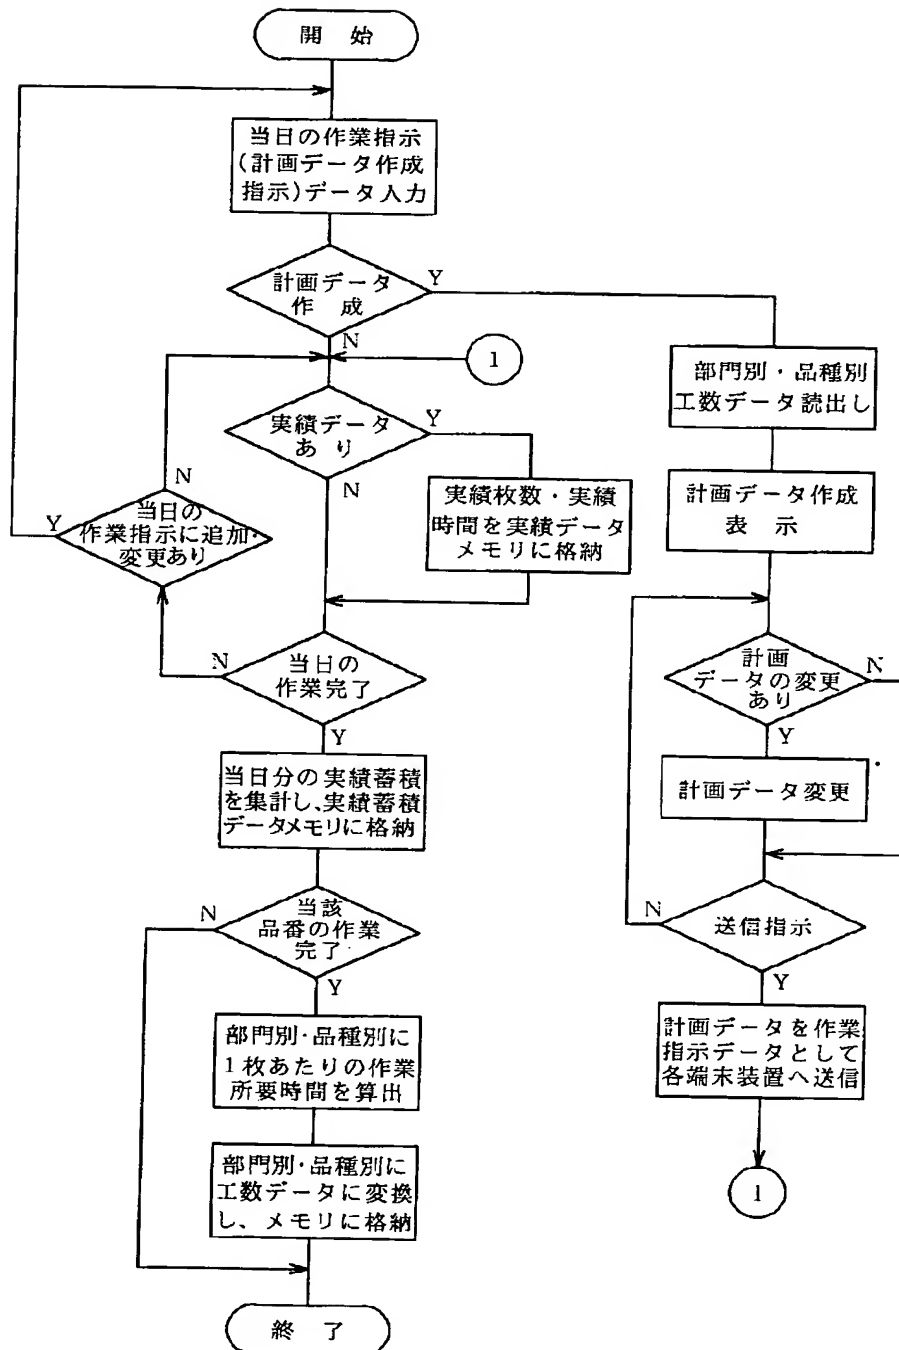 開始
当日の作業指示
(計画データ作成
指示)データ入力
計画データ
作成
Y
N
1
実績データ
あり
Y
N
実績枚数・実績
時間を実績データ
メモリに格納
当日の
作業指示に追加・
変更あり
Y
N
当日の
作業完了
N
Y
当日分の実績蓄積
を集計し、実績蓄積
データメモリに格納
当該
品番の作業
完了
N
Y
部門別・品種別に
1枚あたりの作業
所要時間を算出
部門別・品種別に
工数データに変換
し、メモリに格納
終了
部門別・品種別
工数データ読出し
計画データ作成
表示
計画
データの変更
あり
N
Y
計画データ変更
送信指示
N
Y
計画データを作業
指示データとして
各端末装置へ送信
1